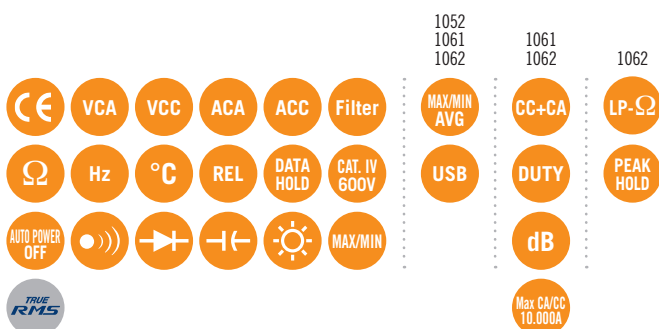 1052
1061 1061
1062 1062 1062
CE VCA VCC ACA ACC Filter MAX/MIN AVG CC+CA LP-Ω
Ω Hz °C REL DATA HOLD CAT. IV 600V USB DUTY PEAK HOLD
AUTO POWER OFF MAX/MIN dB
TRUE RMS Max CA/CC 10.000A